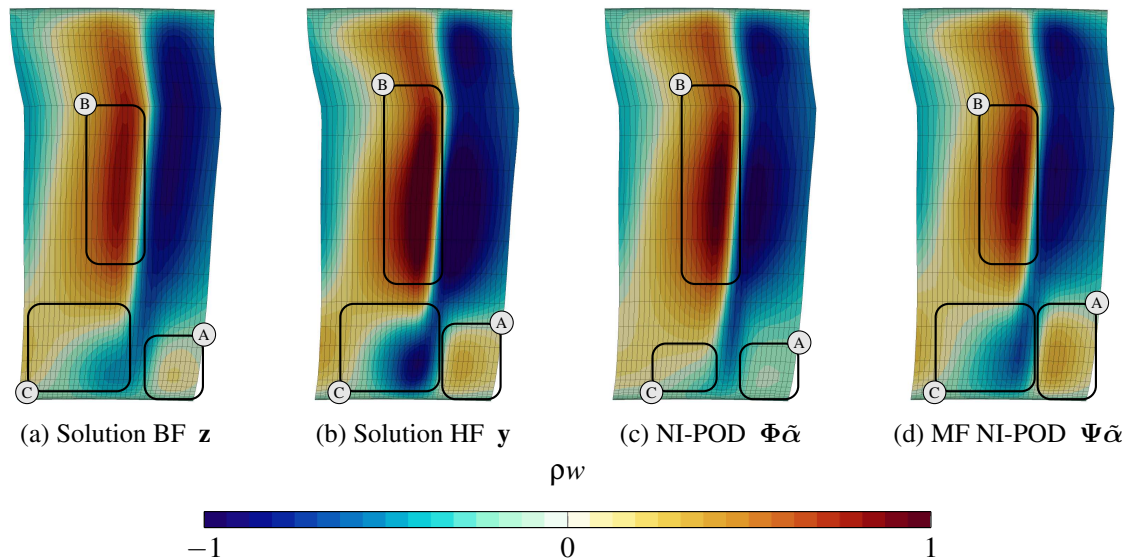 B B B B
A A A A
C C C C
(a) Solution BF z (b) Solution HF y (c) NI-POD Φα̃ (d) MF NI-POD Ψα̃
ρw
−1 0 1